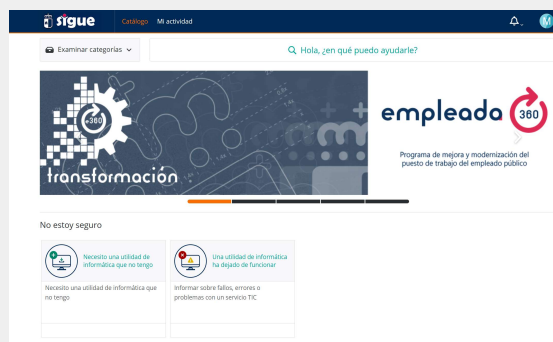 sigue
Catálogo Mi actividad
M
Examinar categorías
Hola, ¿en qué puedo ayudarle?
+360
transformación
empleada 360
Programa de mejora y modernización del
puesto de trabajo del empleado público
No estoy seguro
Necesito una utilidad de
informática que no tengo
Necesito una utilidad de informática que
no tengo
Una utilidad de informática
ha dejado de funcionar
Informar sobre fallos, errores o
problemas con un servicio TIC